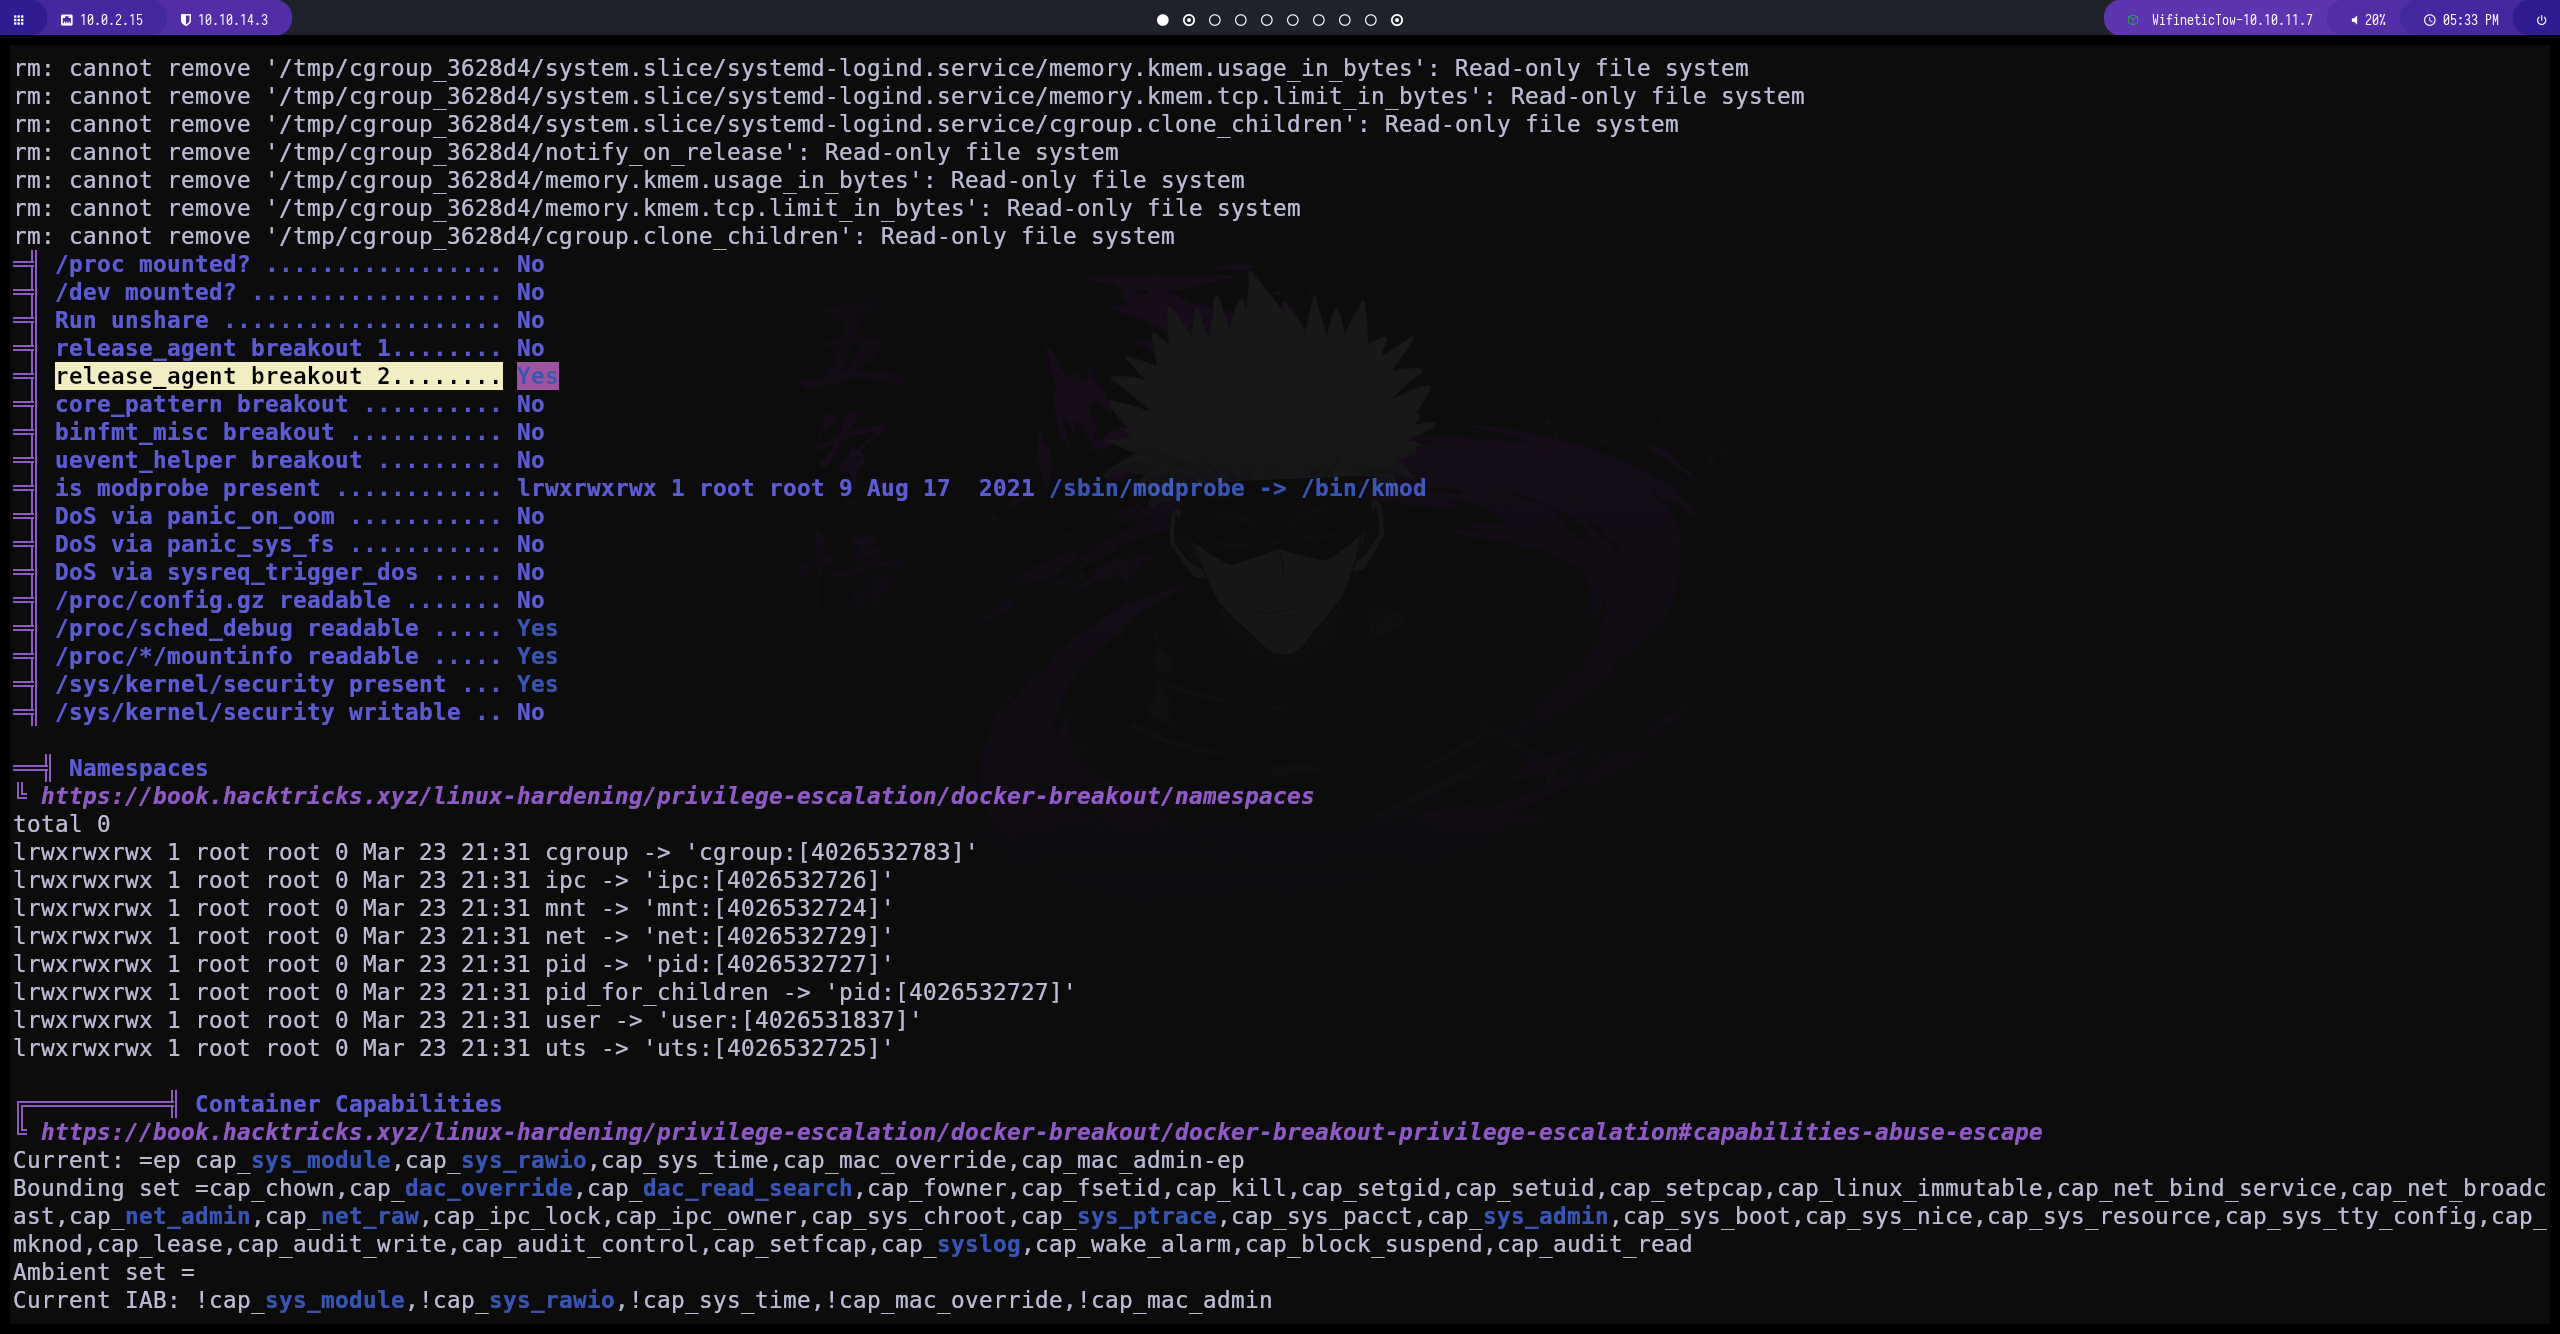 10.0.2.15 10.10.14.3 WifineticTow-10.10.11.7 20% 05:33 PM
rm: cannot remove '/tmp/cgroup_3628d4/system.slice/systemd-logind.service/memory.kmem.usage_in_bytes': Read-only file system
rm: cannot remove '/tmp/cgroup_3628d4/system.slice/systemd-logind.service/memory.kmem.tcp.limit_in_bytes': Read-only file system
rm: cannot remove '/tmp/cgroup_3628d4/system.slice/systemd-logind.service/cgroup.clone_children': Read-only file system
rm: cannot remove '/tmp/cgroup_3628d4/notify_on_release': Read-only file system
rm: cannot remove '/tmp/cgroup_3628d4/memory.kmem.usage_in_bytes': Read-only file system
rm: cannot remove '/tmp/cgroup_3628d4/memory.kmem.tcp.limit_in_bytes': Read-only file system
rm: cannot remove '/tmp/cgroup_3628d4/cgroup.clone_children': Read-only file system
═╣ /proc mounted? ................. No
═╣ /dev mounted? .................. No
═╣ Run unshare .................... No
═╣ release_agent breakout 1........ No
═╣ release_agent breakout 2........ Yes
═╣ core_pattern breakout .......... No
═╣ binfmt_misc breakout ........... No
═╣ uevent_helper breakout ......... No
═╣ is modprobe present ............ lrwxrwxrwx 1 root root 9 Aug 17  2021 /sbin/modprobe -> /bin/kmod
═╣ DoS via panic_on_oom ........... No
═╣ DoS via panic_sys_fs ........... No
═╣ DoS via sysreq_trigger_dos ..... No
═╣ /proc/config.gz readable ....... No
═╣ /proc/sched_debug readable ..... Yes
═╣ /proc/*/mountinfo readable ..... Yes
═╣ /sys/kernel/security present ... Yes
═╣ /sys/kernel/security writable .. No
══╣ Namespaces
╚ https://book.hacktricks.xyz/linux-hardening/privilege-escalation/docker-breakout/namespaces
total 0
lrwxrwxrwx 1 root root 0 Mar 23 21:31 cgroup -> 'cgroup:[4026532783]'
lrwxrwxrwx 1 root root 0 Mar 23 21:31 ipc -> 'ipc:[4026532726]'
lrwxrwxrwx 1 root root 0 Mar 23 21:31 mnt -> 'mnt:[4026532724]'
lrwxrwxrwx 1 root root 0 Mar 23 21:31 net -> 'net:[4026532729]'
lrwxrwxrwx 1 root root 0 Mar 23 21:31 pid -> 'pid:[4026532727]'
lrwxrwxrwx 1 root root 0 Mar 23 21:31 pid_for_children -> 'pid:[4026532727]'
lrwxrwxrwx 1 root root 0 Mar 23 21:31 user -> 'user:[4026531837]'
lrwxrwxrwx 1 root root 0 Mar 23 21:31 uts -> 'uts:[4026532725]'
╔══════════╣ Container Capabilities
╚ https://book.hacktricks.xyz/linux-hardening/privilege-escalation/docker-breakout/docker-breakout-privilege-escalation#capabilities-abuse-escape
Current: =ep cap_sys_module,cap_sys_rawio,cap_sys_time,cap_mac_override,cap_mac_admin-ep
Bounding set =cap_chown,cap_dac_override,cap_dac_read_search,cap_fowner,cap_fsetid,cap_kill,cap_setgid,cap_setuid,cap_setpcap,cap_linux_immutable,cap_net_bind_service,cap_net_broadc
ast,cap_net_admin,cap_net_raw,cap_ipc_lock,cap_ipc_owner,cap_sys_chroot,cap_sys_ptrace,cap_sys_pacct,cap_sys_admin,cap_sys_boot,cap_sys_nice,cap_sys_resource,cap_sys_tty_config,cap_
mknod,cap_lease,cap_audit_write,cap_audit_control,cap_setfcap,cap_syslog,cap_wake_alarm,cap_block_suspend,cap_audit_read
Ambient set =
Current IAB: !cap_sys_module,!cap_sys_rawio,!cap_sys_time,!cap_mac_override,!cap_mac_admin